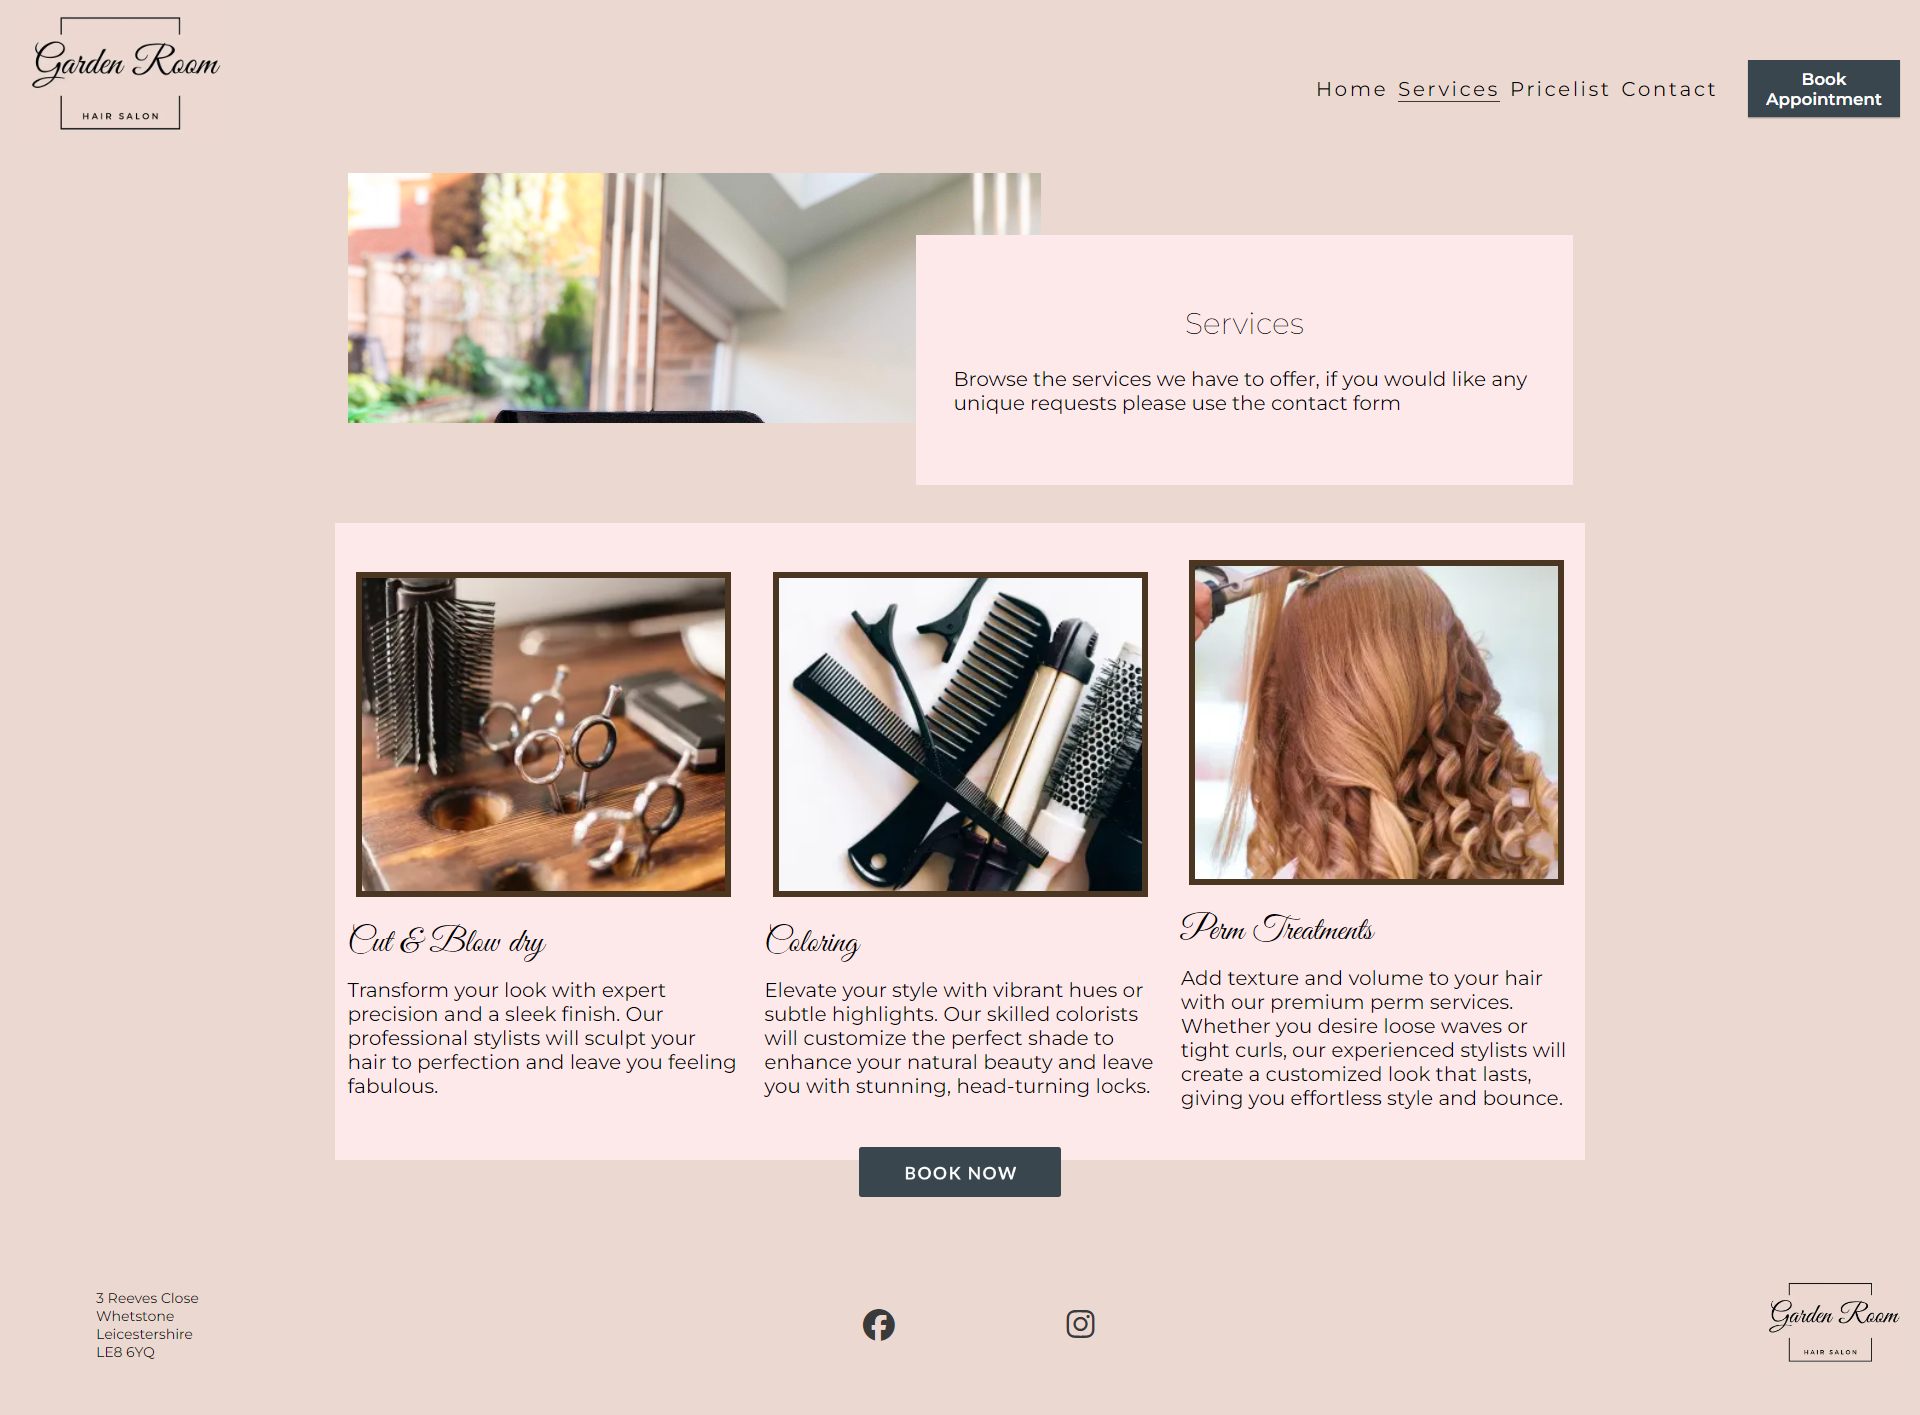 Garden Room
HAIR SALON
Home Services Pricelist Contact
Book
Appointment
Services
Browse the services we have to offer, if you would like any
unique requests please use the contact form
Cut & Blow dry
Transform your look with expert
precision and a sleek finish. Our
professional stylists will sculpt your
hair to perfection and leave you feeling
fabulous.
Coloring
Elevate your style with vibrant hues or
subtle highlights. Our skilled colorists
will customize the perfect shade to
enhance your natural beauty and leave
you with stunning, head-turning locks.
Perm Treatments
Add texture and volume to your hair
with our premium perm services.
Whether you desire loose waves or
tight curls, our experienced stylists will
create a customized look that lasts,
giving you effortless style and bounce.
BOOK NOW
3 Reeves Close
Whetstone
Leicestershire
LE8 6YQ
Garden Room
HAIR SALON